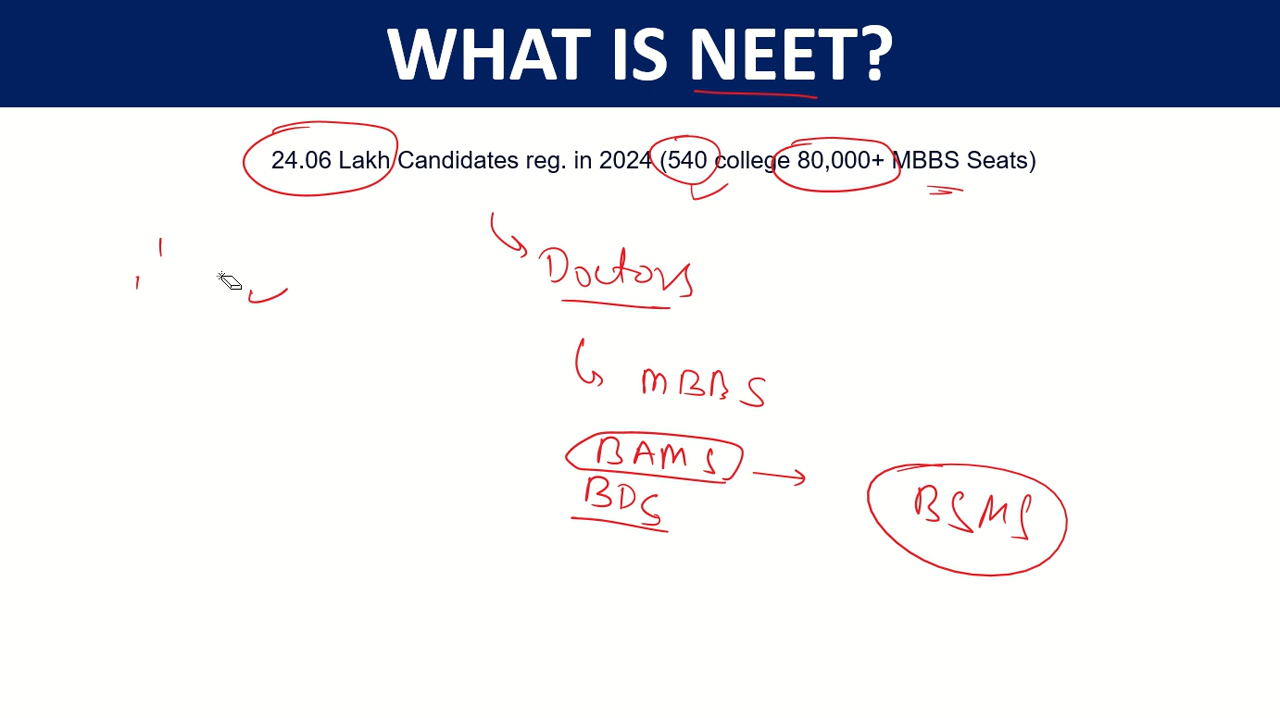 WHAT IS NEET?
24.06 Lakh Candidates reg. in 2024 (540 college 80,000+ MBBS Seats)
Doctors
MBBS
BAMS
BDS
BSMS